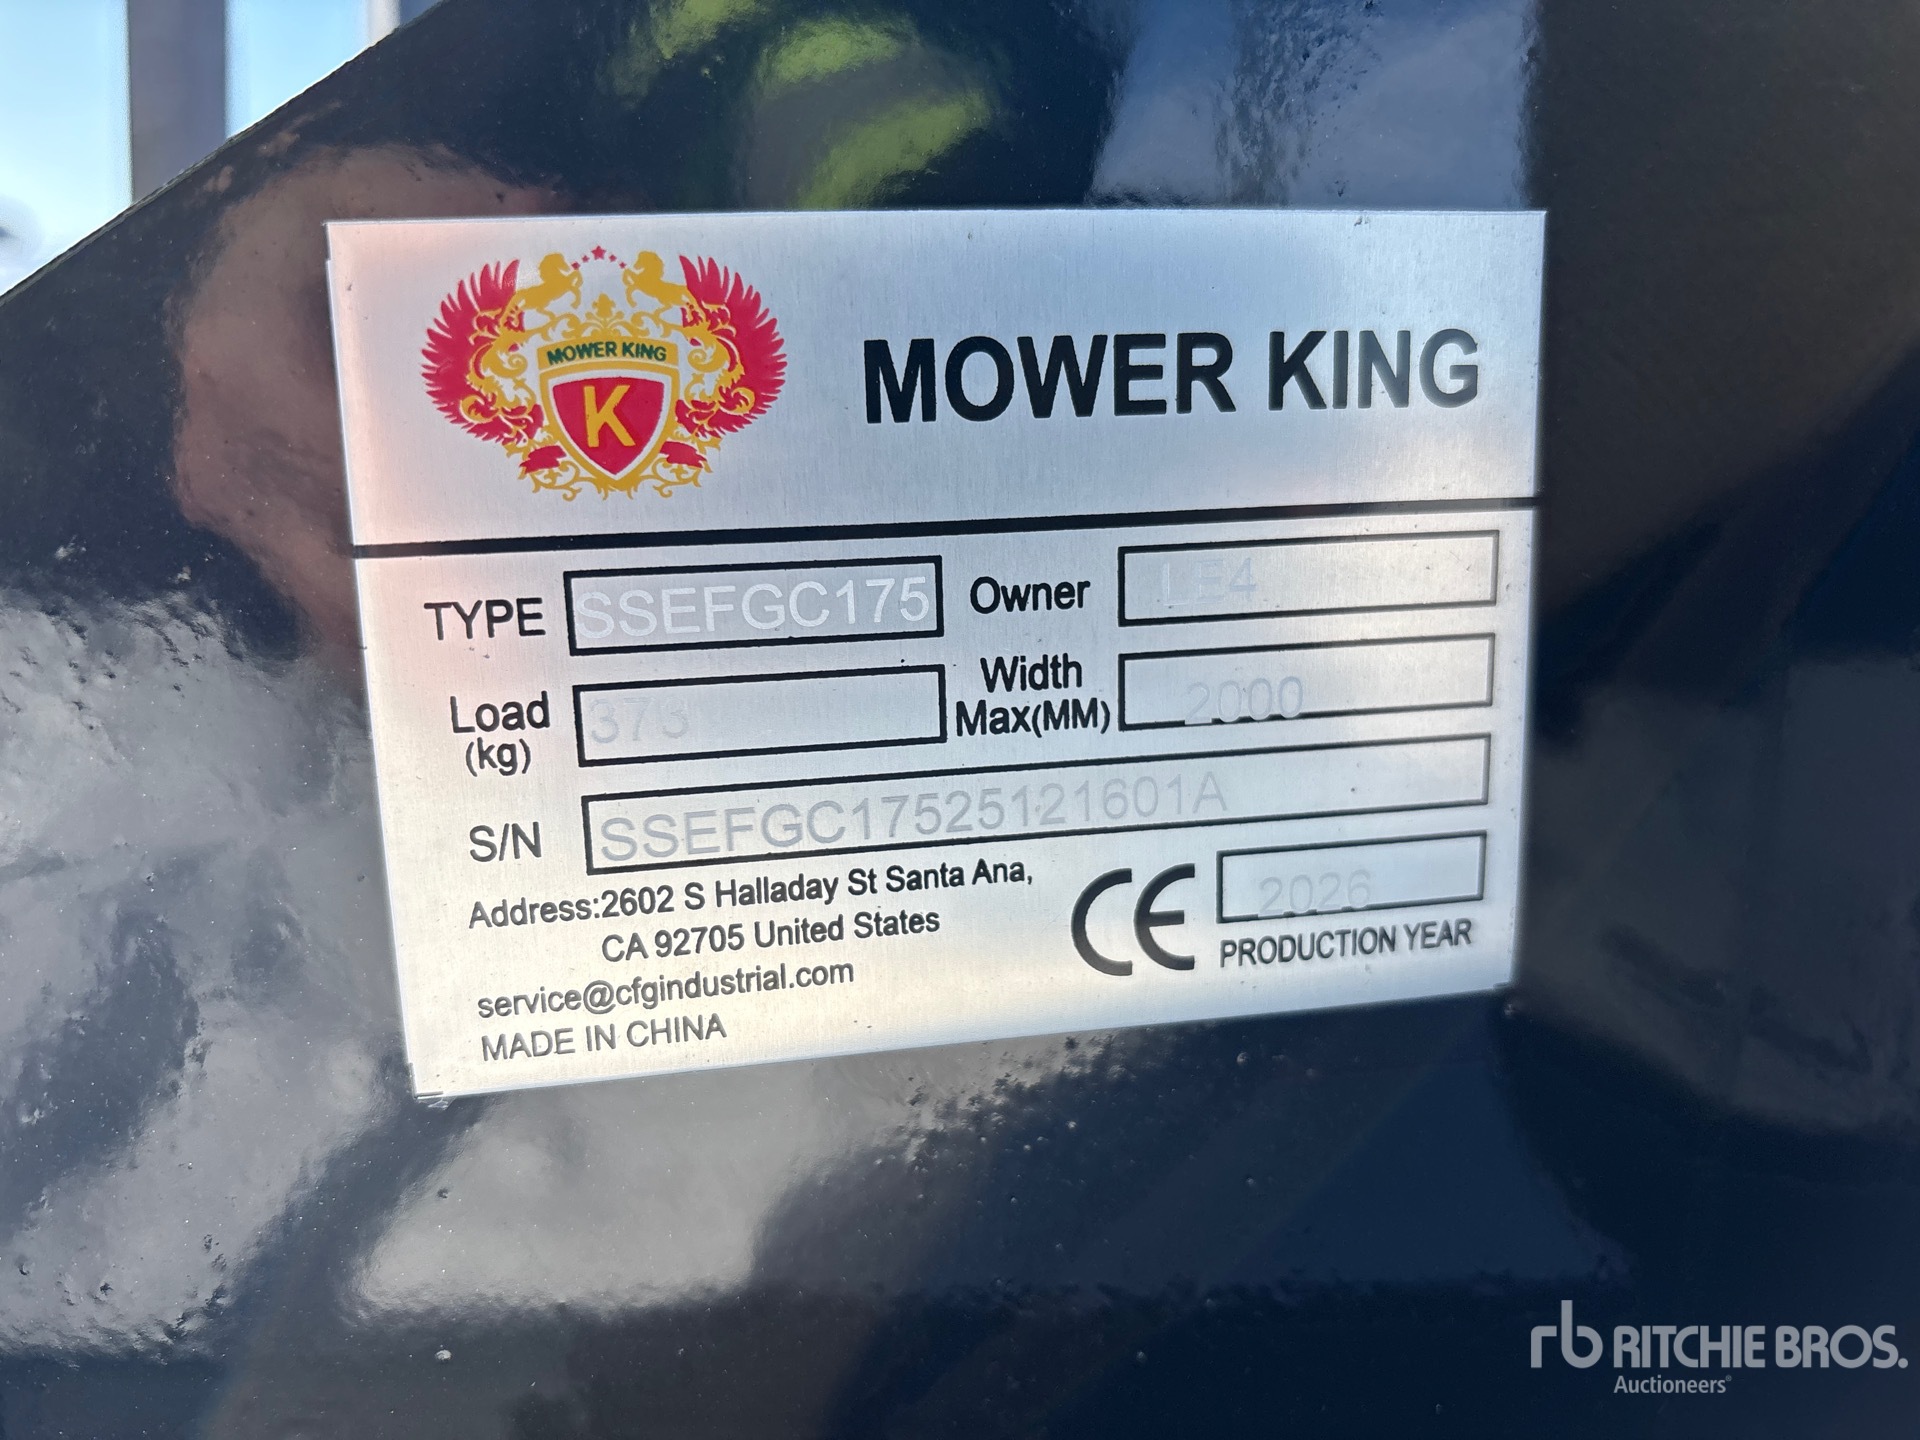 MOWER KING
K
MOWER KING
TYPE SSEFGC175 Owner LE4
Load (kg) 373 Width Max(MM) 2000
S/N SSEFGC17525121601A
Address:2602 S Halladay St Santa Ana,
CA 92705 United States
service@cfgindustrial.com
MADE IN CHINA
CE 2026
PRODUCTION YEAR
rb RITCHIE BROS.
Auctioneers